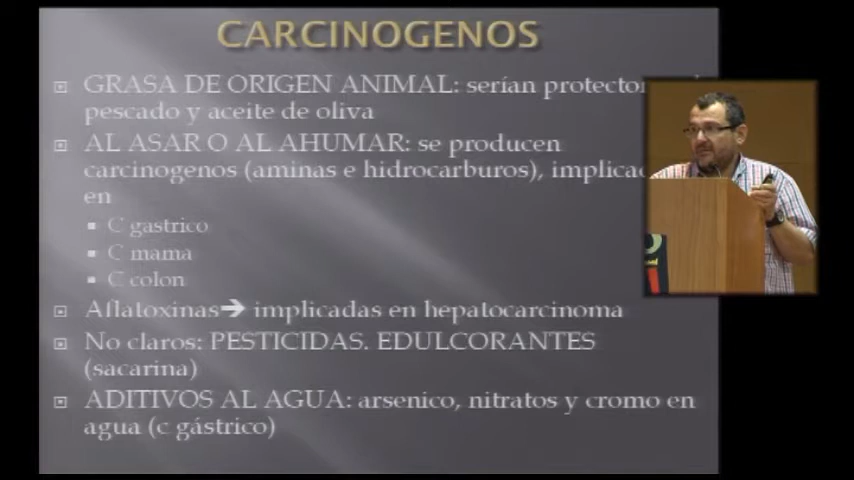 CARCINOGENOS
GRASA DE ORIGEN ANIMAL: serían
pescado y aceite de oliva
AL ASAR O AL AHUMAR: se producen
carcinogenos (aminas e hidrocarburos),
en
C gastrico
C mama
C colon
Aflatoxinas➔ implicadas en hepatocarcinoma
No claros: PESTICIDAS. EDULCORANTES
(sacarina)
ADITIVOS AL AGUA: arsenico, nitratos y cromo en
agua (c gástrico)